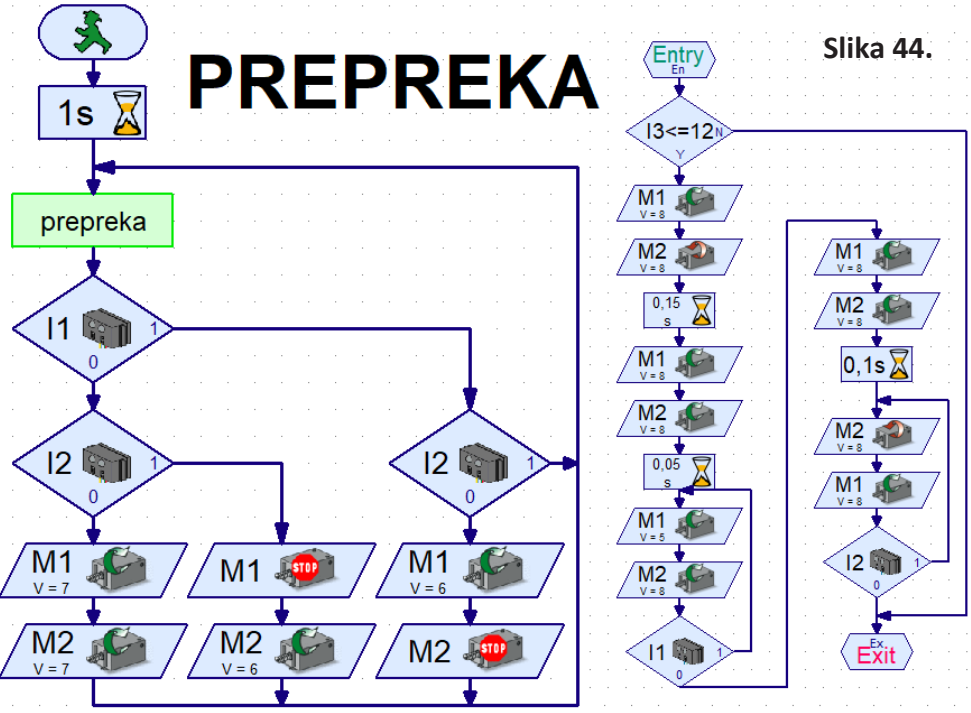 PREPREKA
Slika 44.
1s
prepreka
I1
1
0
I2
1
0
I2
1
0
M1
V = 7
M1
M1
V = 6
M2
V = 7
M2
V = 6
M2
Entry
En
I3<=12
N
Y
M1
V = 8
M2
V = 8
0,15
s
M1
V = 8
M2
V = 8
0,05
s
M1
V = 5
M2
V = 8
I1
1
0
M1
V = 8
M2
V = 8
0,1s
M2
V = 8
M1
V = 8
I2
1
0
Ex.
Exit
STOP
STOP